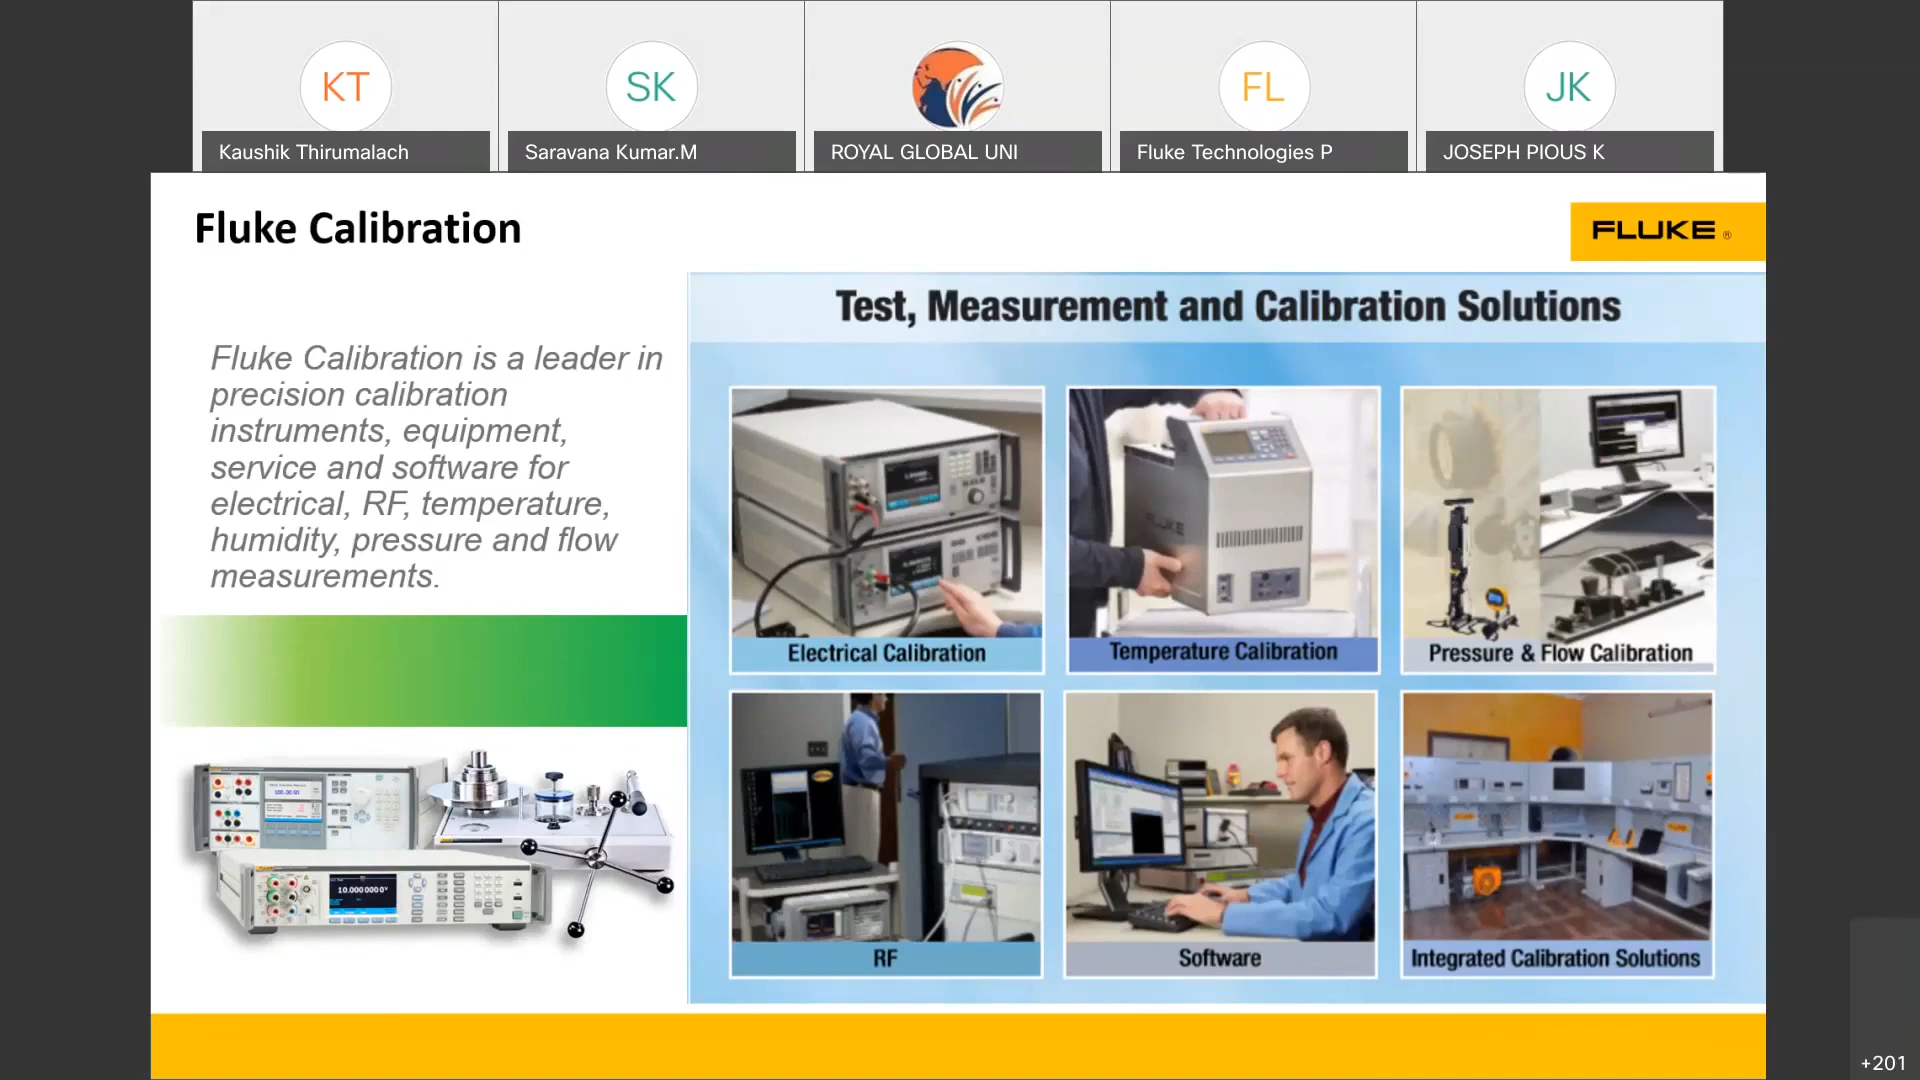 KT
SK
FL
JK
Kaushik Thirumalach
Saravana Kumar.M
ROYAL GLOBAL UNI
Fluke Technologies P
JOSEPH PIOUS K
Fluke Calibration
FLUKE®
Test, Measurement and Calibration Solutions
Fluke Calibration is a leader in
precision calibration
instruments, equipment,
service and software for
electrical, RF, temperature,
humidity, pressure and flow
measurements.
FLUKE
Electrical Calibration
Temperature Calibration
Pressure & Flow Calibration
10.0000000V
RF
Software
Integrated Calibration Solutions
+201